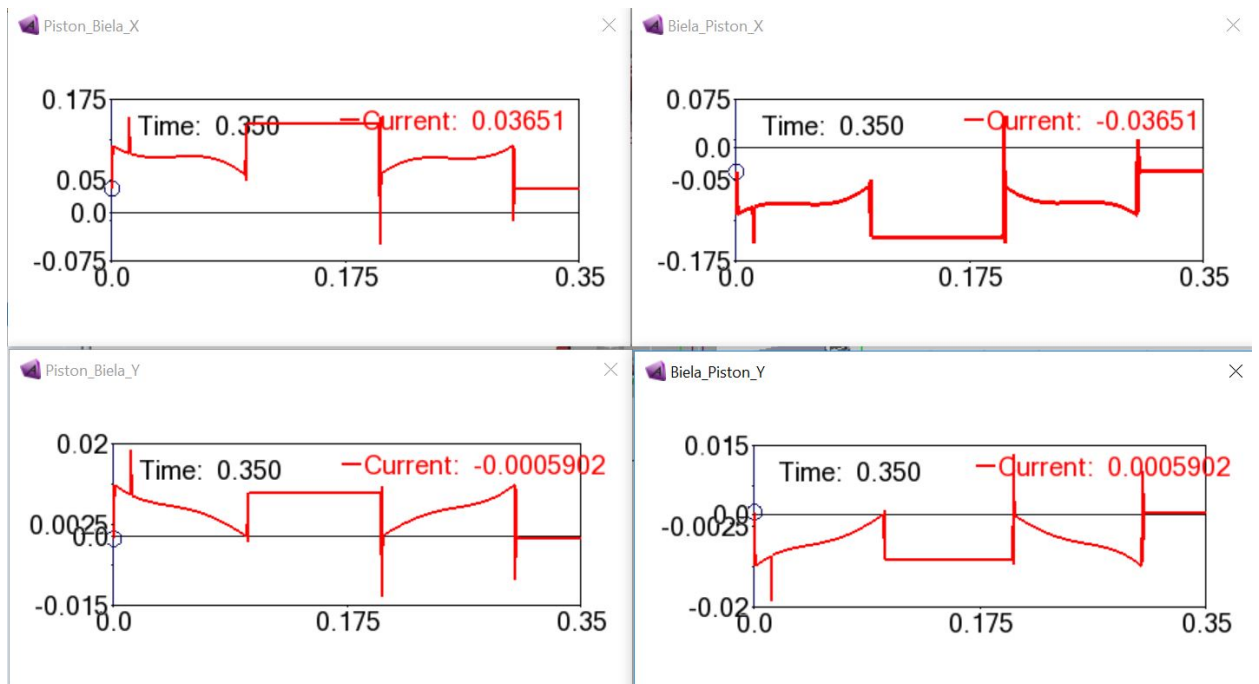 Piston_Biela_X
0.175
Time: 0.350
Current: 0.03651
0.05
0.0
-0.075
0.0
0.175
0.35
Biela_Piston_X
0.075
Time: 0.350
Current: -0.03651
0.0
-0.05
-0.175
0.0
0.175
0.35
Piston_Biela_Y
0.02
Time: 0.350
Current: -0.0005902
0.0025
0.0
-0.015
0.0
0.175
0.35
Biela_Piston_Y
0.015
Time: 0.350
Current: 0.0005902
0.0
-0.0025
-0.02
0.0
0.175
0.35